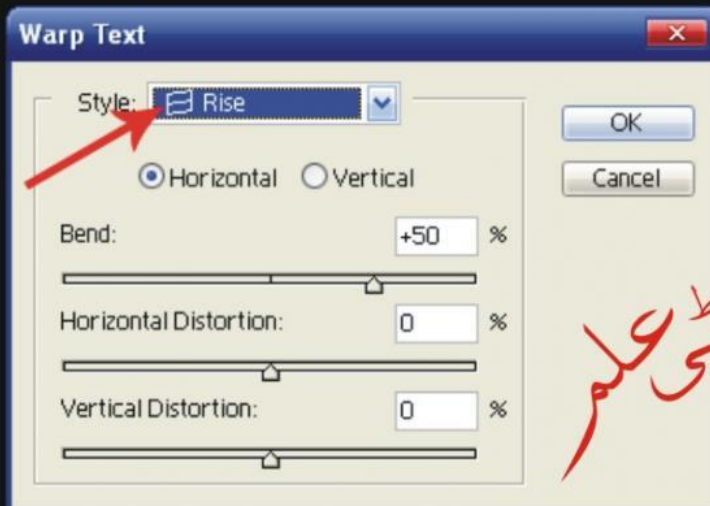 Warp Text
Style: Rise
OK
Horizontal Vertical
Cancel
Bend: +50 %
Horizontal Distortion: 0 %
Vertical Distortion: 0 %
علم